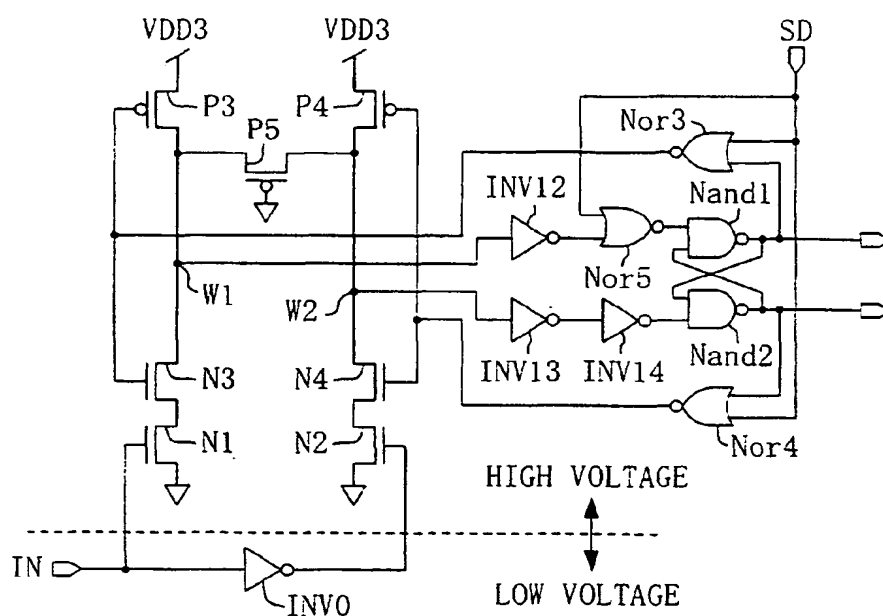 VDD3 VDD3 SD
P3 P4 Nor3
P5
INV12 Nand1
Nor5
W1 W2
INV13 INV14 Nand2
N3 N4
N1 N2 Nor4
HIGH VOLTAGE
IN
INV0
LOW VOLTAGE